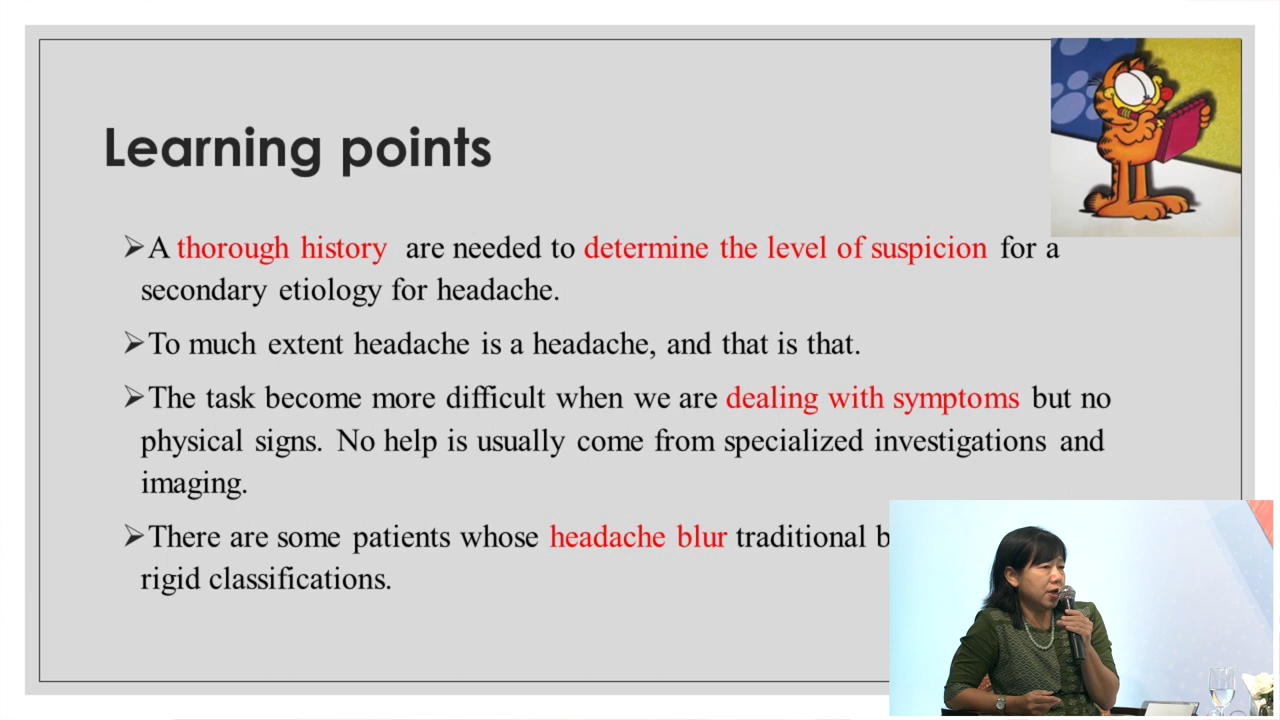 Learning points
➢A thorough history are needed to determine the level of suspicion for a
secondary etiology for headache.
➢To much extent headache is a headache, and that is that.
➢The task become more difficult when we are dealing with symptoms but no
physical signs. No help is usually come from specialized investigations and
imaging.
➢There are some patients whose headache blur traditional
rigid classifications.